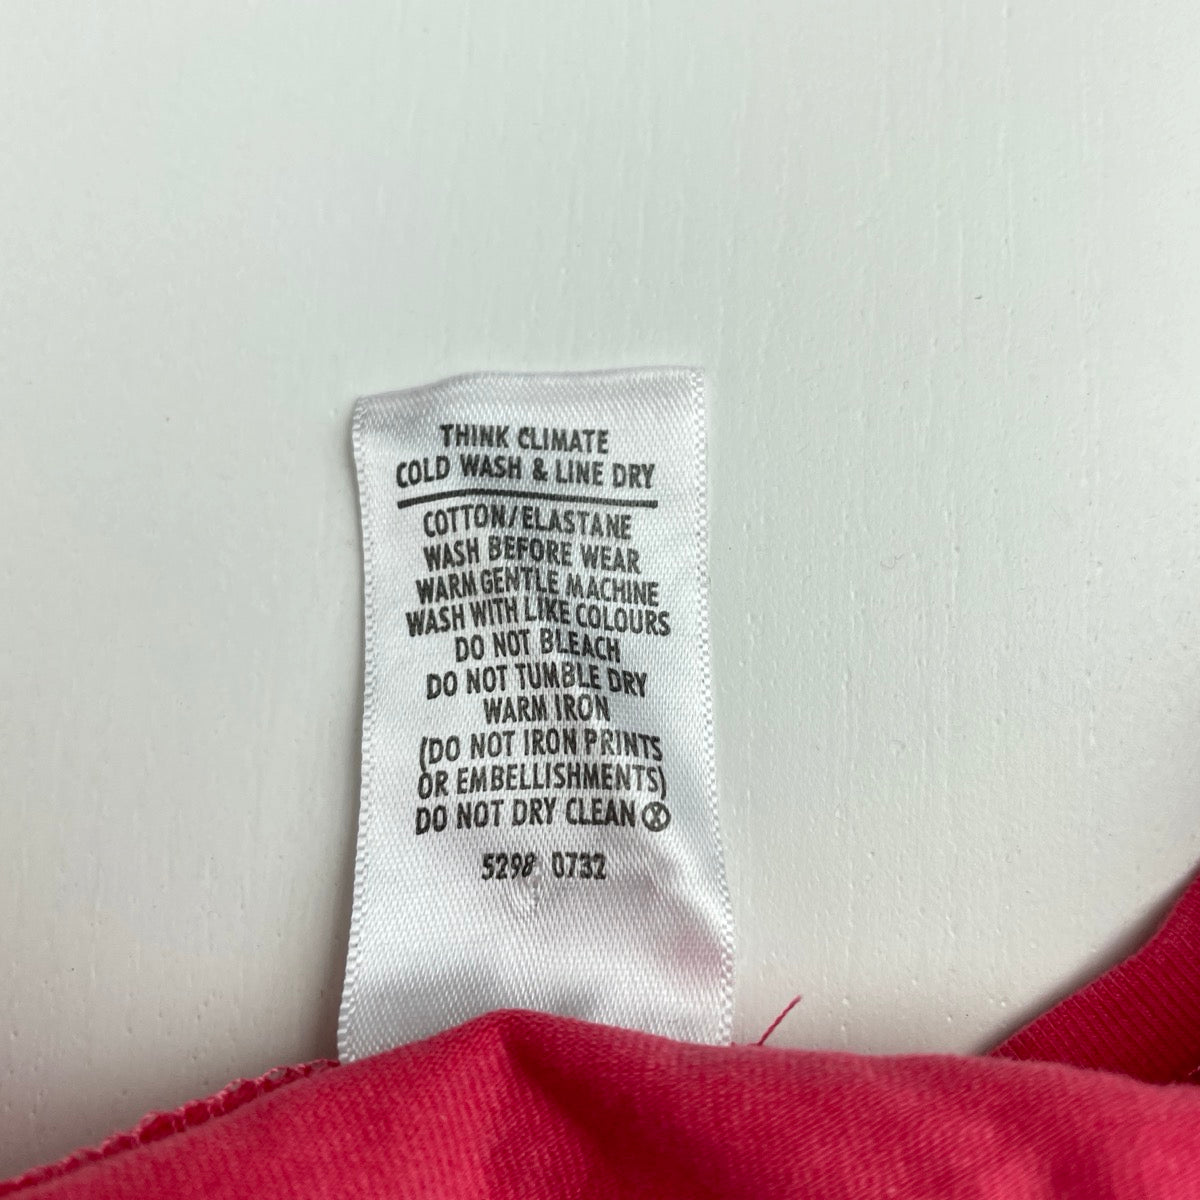 THINK CLIMATE
COLD WASH & LINE DRY
COTTON/ELASTANE
WASH BEFORE WEAR
WARM GENTLE MACHINE
WASH WITH LIKE COLOURS
DO NOT BLEACH
DO NOT TUMBLE DRY
WARM IRON
(DO NOT IRON PRINTS
OR EMBELLISHMENTS)
DO NOT DRY CLEAN Ⓧ
5298 0732